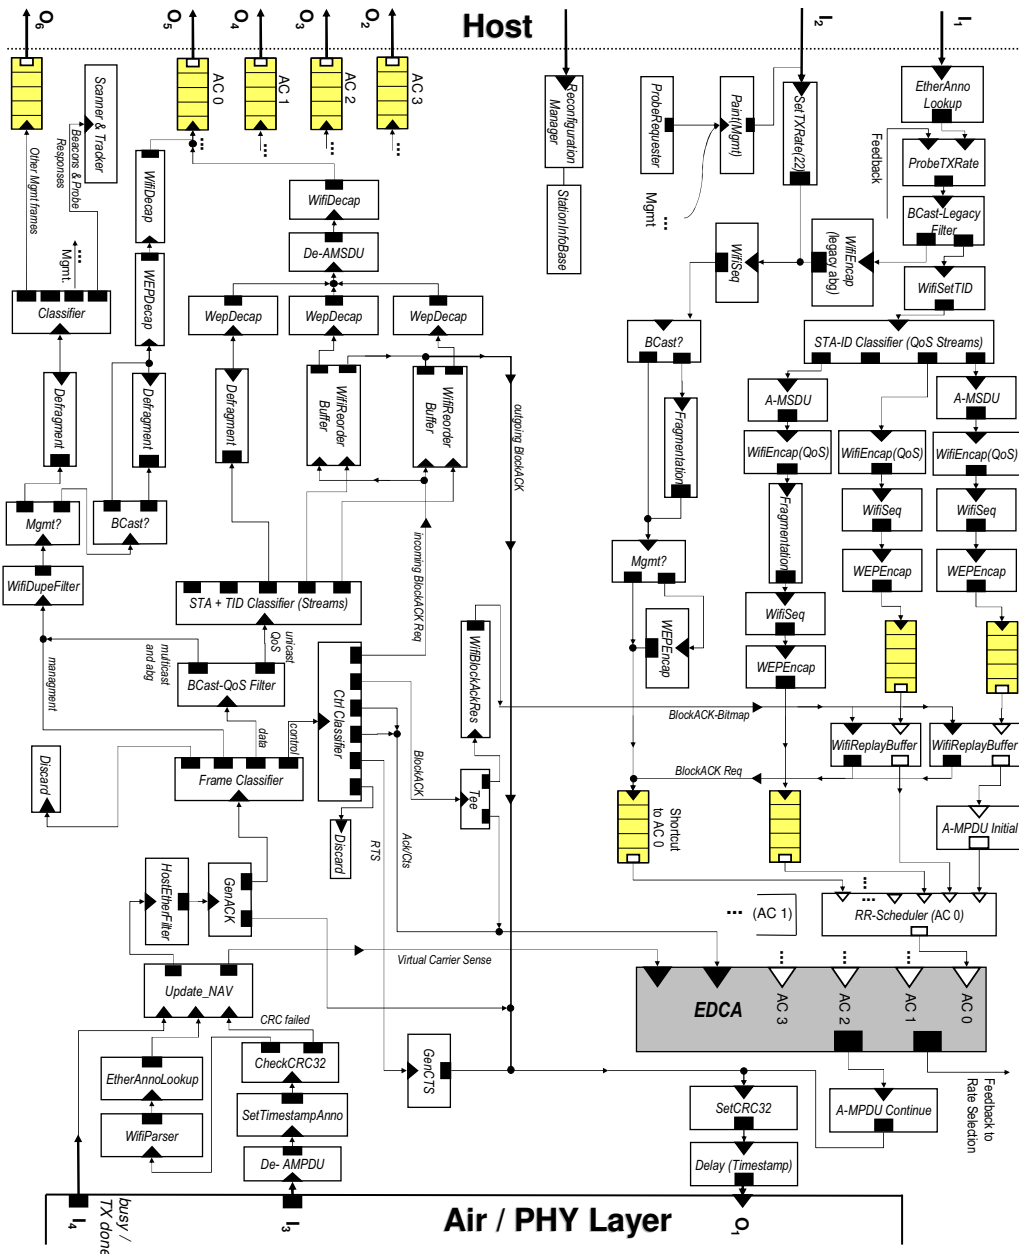 Host
O₆
O₅
O₄
O₃
O₂
I₂
I₁
AC 0
AC 1
AC 2
AC 3
...
...
...
...
Scanner & Tracker
Beacons & Probe
Responses
Other Mgmt frames
Mgmt.
...
WifiDecap
WEPDecap
Classifier
Defragment
Defragment
Mgmt?
BCast?
WifiDupeFilter
WifiDecap
De-AMSDU
WepDecap
WepDecap
WepDecap
Defragment
WifiReorder
Buffer
WifiReorder
Buffer
outgoing BlockACK
incoming BlockACK Req
STA + TID Classifier (Streams)
unicast
QoS
multicast
and abg
managment
BCast-QoS Filter
data
control
Frame Classifier
Discard
Ctrl Classifier
Discard
RTS
BlockACK
Ack/Cts
WifiBlockAckRes
Tee
HostEtherFilter
GenACK
Update_NAV
Virtual Carrier Sense
CRC failed
CheckCRC32
EtherAnnoLookup
SetTimestampAnno
WifiParser
De- AMPDU
GenCTS
Reconfiguration
Manager
StationInfoBase
ProbeRequester
Paint(Mgmt)
Mgmt
...
SetTXRate(22)
Feedback
EtherAnno
Lookup
ProbeTXRate
BCast-Legacy
Filter
WifiEncap
(legacy abg)
WifiSeq
WifiSetTID
BCast?
STA-ID Classifier (QoS Streams)
Fragmentation
A-MSDU
A-MSDU
WifiEncap(QoS)
WifiEncap(QoS)
WifiEncap(QoS)
Fragmentation
WifiSeq
WifiSeq
Mgmt?
WEPEncap
WEPEncap
WEPEncap
WifiSeq
WEPEncap
BlockACK-Bitmap
WifiReplayBuffer
WifiReplayBuffer
BlockACK Req
Shortcut
to AC 0
A-MPDU Initial
...
RR-Scheduler (AC 0)
... (AC 1)
...
...
...
EDCA
AC 3
AC 2
AC 1
AC 0
Feedback to
Rate Selection
SetCRC32
A-MPDU Continue
Delay (Timestamp)
Air / PHY Layer
I₄
busy /
TX done
I₃
O₁